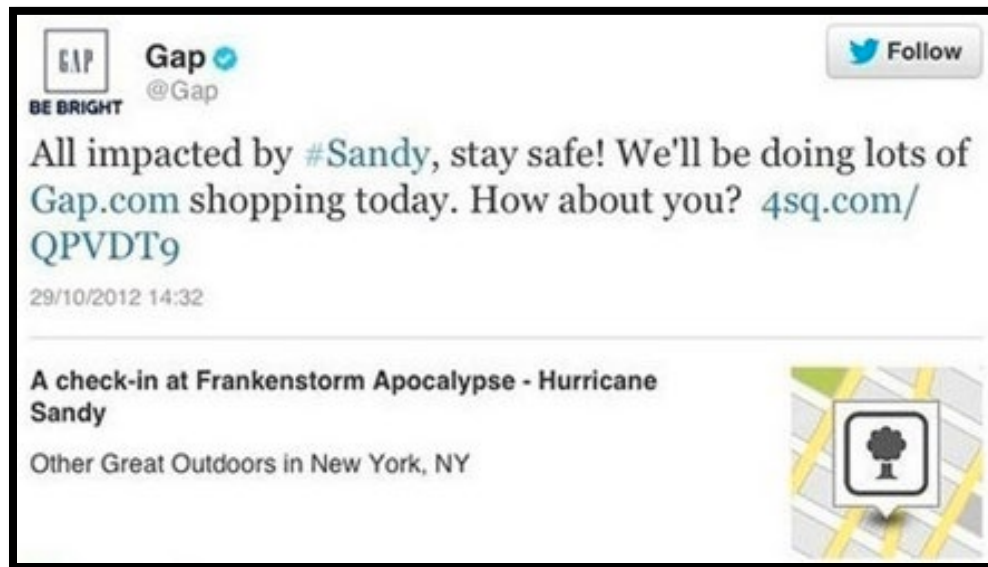 GAP
BE BRIGHT
Gap
@Gap
Follow
All impacted by #Sandy, stay safe! We'll be doing lots of
Gap.com shopping today. How about you? 4sq.com/
QPVDT9
29/10/2012 14:32
A check-in at Frankenstorm Apocalypse - Hurricane
Sandy
Other Great Outdoors in New York, NY